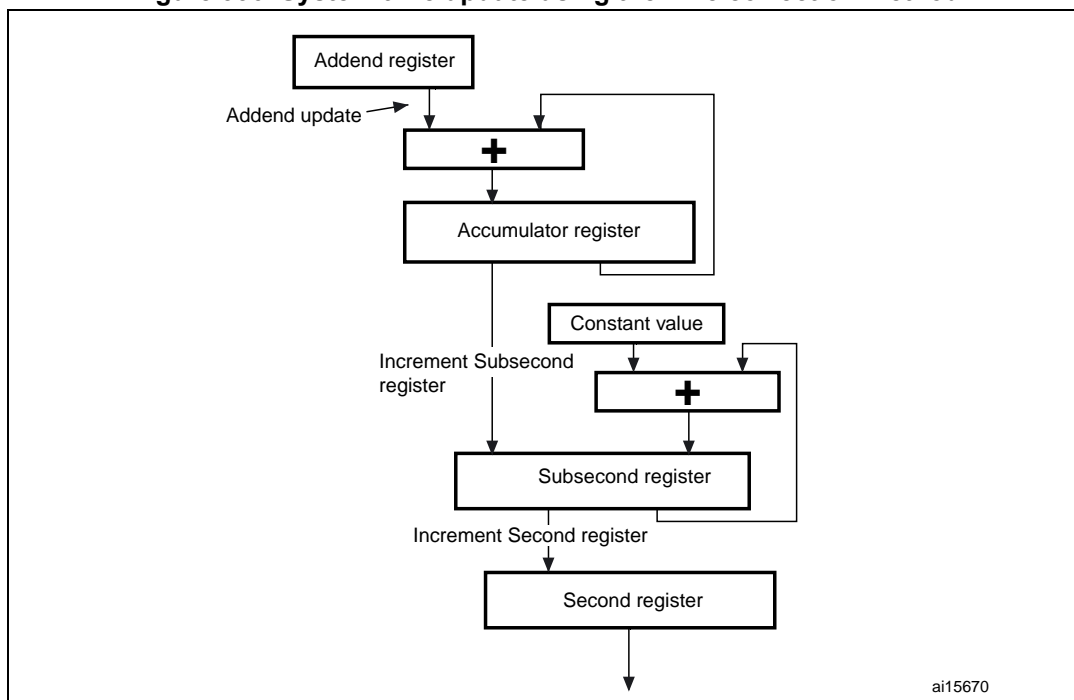 Addend register
Addend update
+
Accumulator register
Constant value
Increment Subsecond
register
+
Subsecond register
Increment Second register
Second register
ai15670